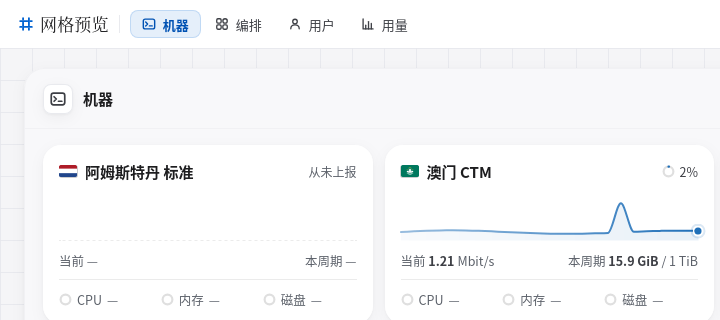 网格预览 机器 编排 用户 用量
机器
阿姆斯特丹 标准 从未上报
当前 — 本周期 —
CPU — 内存 — 磁盘 —
澳门 CTM 2%
当前 1.21 Mbit/s 本周期 15.9 GiB / 1 TiB
CPU — 内存 — 磁盘 —